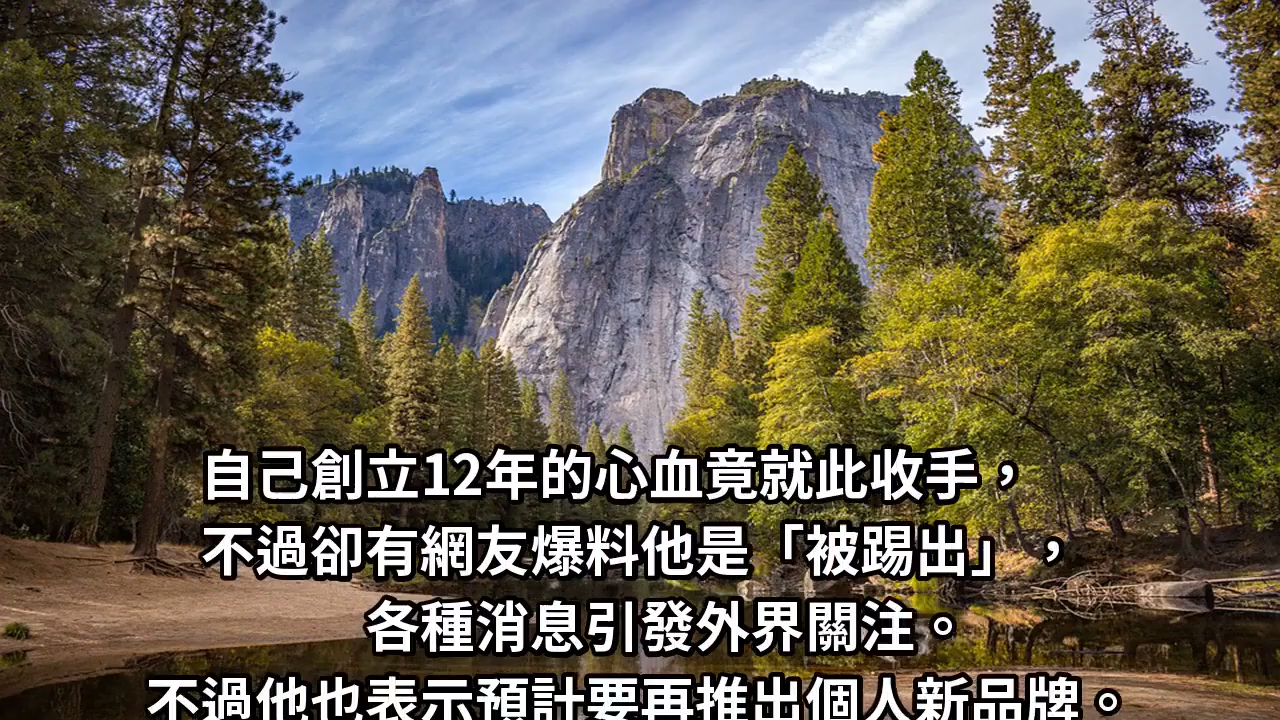 自己創立12年的心血竟就此收手，
不過卻有網友爆料他是「被踢出」，
各種消息引發外界關注。
不過他也表示預計要再推出個人新品牌。